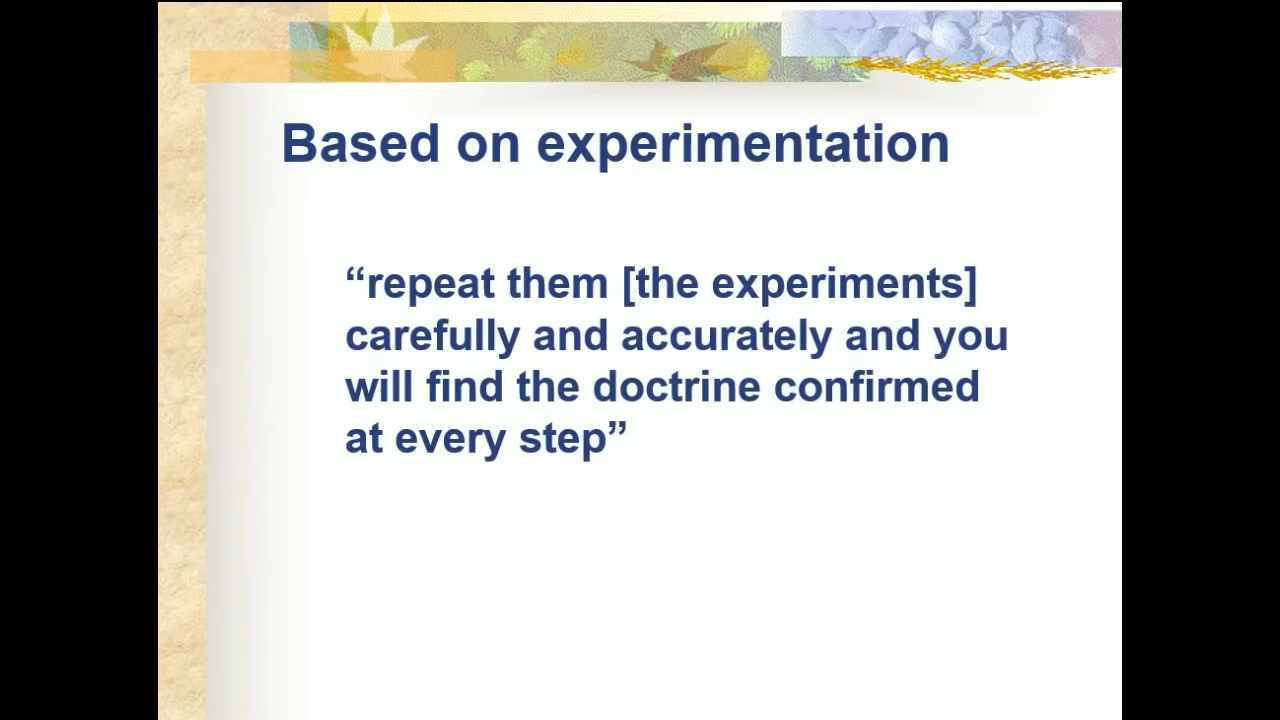 Based on experimentation
“repeat them [the experiments]
carefully and accurately and you
will find the doctrine confirmed
at every step”